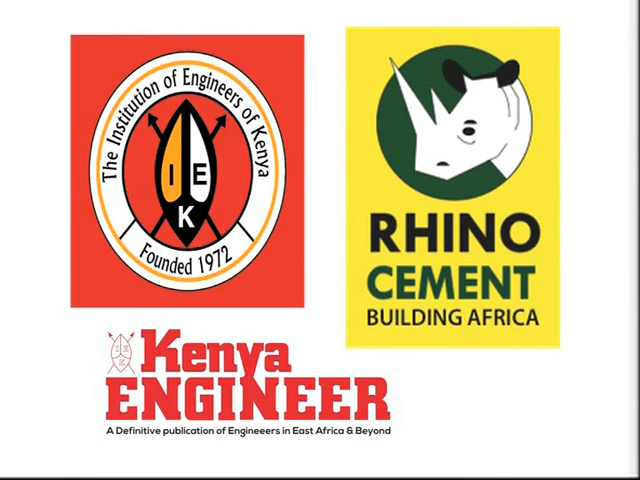 The Institution of Engineers of Kenya
I E
K
Founded 1972
RHINO
CEMENT
BUILDING AFRICA
Kenya
ENGINEER
A Definitive publication of Engineeers in East Africa & Beyond